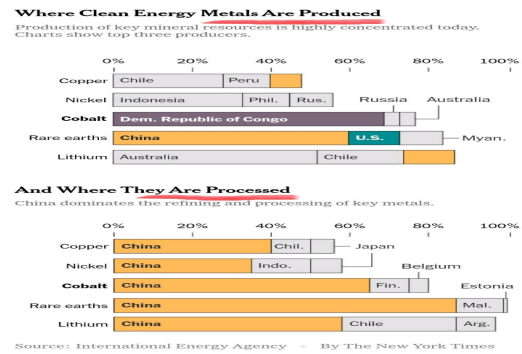 Where Clean Energy Metals Are Produced
Production of key mineral resources is highly concentrated today.
Charts show top three producers.
0% 20% 40% 60% 80% 100%
Copper Chile Peru
Nickel Indonesia Phil. Rus. Russia Australia
Cobalt Dem. Republic of Congo
Rare earths China U.S. Myan.
Lithium Australia Chile
And Where They Are Processed
China dominates the refining and processing of key metals.
0% 20% 40% 60% 80% 100%
Copper China Chil. Japan
Nickel China Indo. Belgium
Cobalt China Fin. Estonia
Rare earths China Mal.
Lithium China Chile Arg.
Source: International Energy Agency - By The New York Times